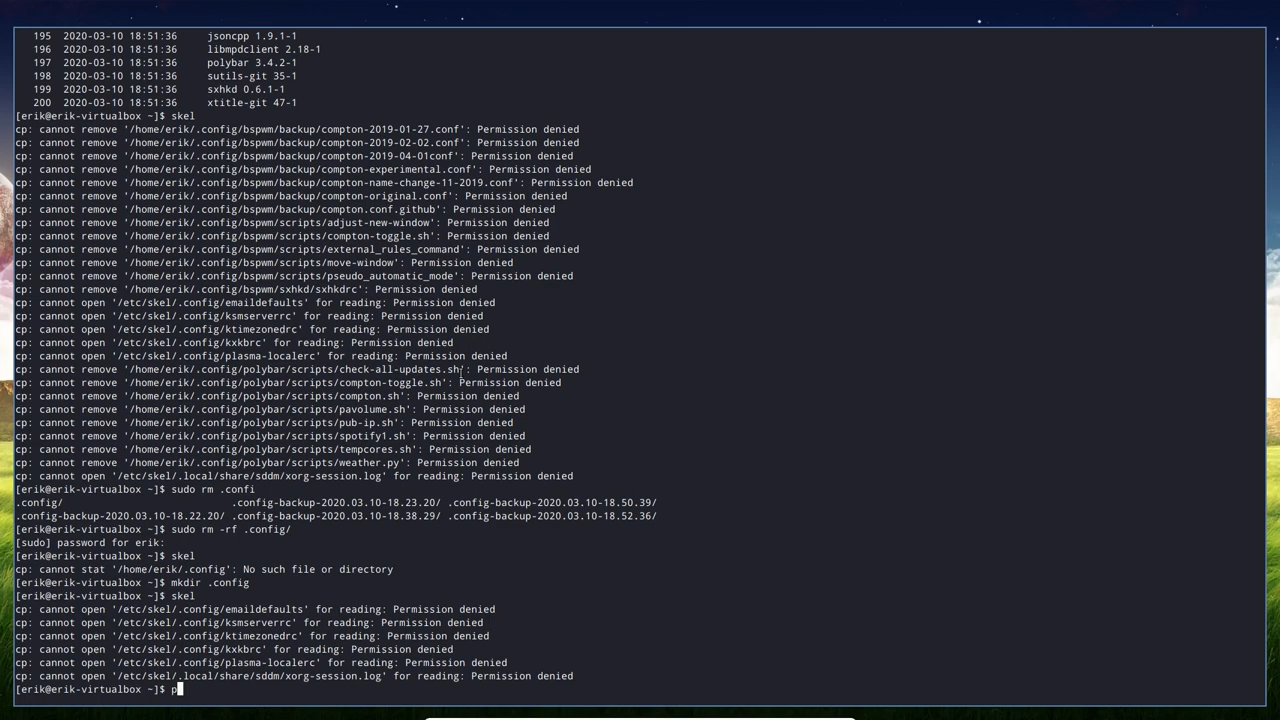 195  2020-03-10 18:51:36     jsoncpp 1.9.1-1
196  2020-03-10 18:51:36     libmpdclient 2.18-1
197  2020-03-10 18:51:36     polybar 3.4.2-1
198  2020-03-10 18:51:36     sutils-git 35-1
199  2020-03-10 18:51:36     sxhkd 0.6.1-1
200  2020-03-10 18:51:36     xtitle-git 47-1
[erik@erik-virtualbox ~]$ skel
cp: cannot remove '/home/erik/.config/bspwm/backup/compton-2019-01-27.conf': Permission denied
cp: cannot remove '/home/erik/.config/bspwm/backup/compton-2019-02-02.conf': Permission denied
cp: cannot remove '/home/erik/.config/bspwm/backup/compton-2019-04-01conf': Permission denied
cp: cannot remove '/home/erik/.config/bspwm/backup/compton-experimental.conf': Permission denied
cp: cannot remove '/home/erik/.config/bspwm/backup/compton-name-change-11-2019.conf': Permission denied
cp: cannot remove '/home/erik/.config/bspwm/backup/compton-original.conf': Permission denied
cp: cannot remove '/home/erik/.config/bspwm/backup/compton.conf.github': Permission denied
cp: cannot remove '/home/erik/.config/bspwm/scripts/adjust-new-window': Permission denied
cp: cannot remove '/home/erik/.config/bspwm/scripts/compton-toggle.sh': Permission denied
cp: cannot remove '/home/erik/.config/bspwm/scripts/external_rules_command': Permission denied
cp: cannot remove '/home/erik/.config/bspwm/scripts/move-window': Permission denied
cp: cannot remove '/home/erik/.config/bspwm/scripts/pseudo_automatic_mode': Permission denied
cp: cannot remove '/home/erik/.config/bspwm/sxhkd/sxhkdrc': Permission denied
cp: cannot open '/etc/skel/.config/emaildefaults' for reading: Permission denied
cp: cannot open '/etc/skel/.config/ksmserverrc' for reading: Permission denied
cp: cannot open '/etc/skel/.config/ktimezonedrc' for reading: Permission denied
cp: cannot open '/etc/skel/.config/kxkbrc' for reading: Permission denied
cp: cannot open '/etc/skel/.config/plasma-localerc' for reading: Permission denied
cp: cannot remove '/home/erik/.config/polybar/scripts/check-all-updates.sh': Permission denied
cp: cannot remove '/home/erik/.config/polybar/scripts/compton-toggle.sh': Permission denied
cp: cannot remove '/home/erik/.config/polybar/scripts/compton.sh': Permission denied
cp: cannot remove '/home/erik/.config/polybar/scripts/pavolume.sh': Permission denied
cp: cannot remove '/home/erik/.config/polybar/scripts/pub-ip.sh': Permission denied
cp: cannot remove '/home/erik/.config/polybar/scripts/spotify1.sh': Permission denied
cp: cannot remove '/home/erik/.config/polybar/scripts/tempcores.sh': Permission denied
cp: cannot remove '/home/erik/.config/polybar/scripts/weather.py': Permission denied
cp: cannot open '/etc/skel/.local/share/sddm/xorg-session.log' for reading: Permission denied
[erik@erik-virtualbox ~]$ sudo rm .confi
.config/                            .config-backup-2020.03.10-18.23.20/ .config-backup-2020.03.10-18.50.39/
.config-backup-2020.03.10-18.22.20/ .config-backup-2020.03.10-18.38.29/ .config-backup-2020.03.10-18.52.36/
[erik@erik-virtualbox ~]$ sudo rm -rf .config/
[sudo] password for erik:
[erik@erik-virtualbox ~]$ skel
cp: cannot stat '/home/erik/.config': No such file or directory
[erik@erik-virtualbox ~]$ mkdir .config
[erik@erik-virtualbox ~]$ skel
cp: cannot open '/etc/skel/.config/emaildefaults' for reading: Permission denied
cp: cannot open '/etc/skel/.config/ksmserverrc' for reading: Permission denied
cp: cannot open '/etc/skel/.config/ktimezonedrc' for reading: Permission denied
cp: cannot open '/etc/skel/.config/kxkbrc' for reading: Permission denied
cp: cannot open '/etc/skel/.config/plasma-localerc' for reading: Permission denied
cp: cannot open '/etc/skel/.local/share/sddm/xorg-session.log' for reading: Permission denied
[erik@erik-virtualbox ~]$ p